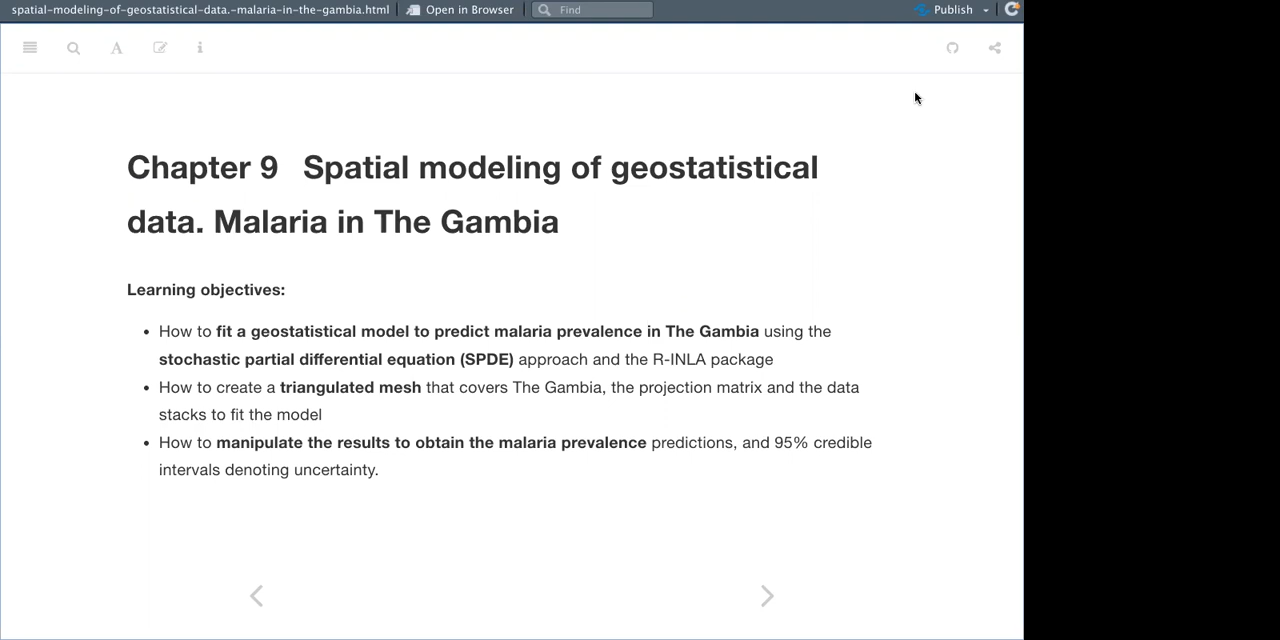 spatial-modeling-of-geostatistical-data.-malaria-in-the-gambia.html Open in Browser Find Publish
Chapter 9 Spatial modeling of geostatistical
data. Malaria in The Gambia
Learning objectives:
• How to fit a geostatistical model to predict malaria prevalence in The Gambia using the
stochastic partial differential equation (SPDE) approach and the R-INLA package
• How to create a triangulated mesh that covers The Gambia, the projection matrix and the data
stacks to fit the model
• How to manipulate the results to obtain the malaria prevalence predictions, and 95% credible
intervals denoting uncertainty.